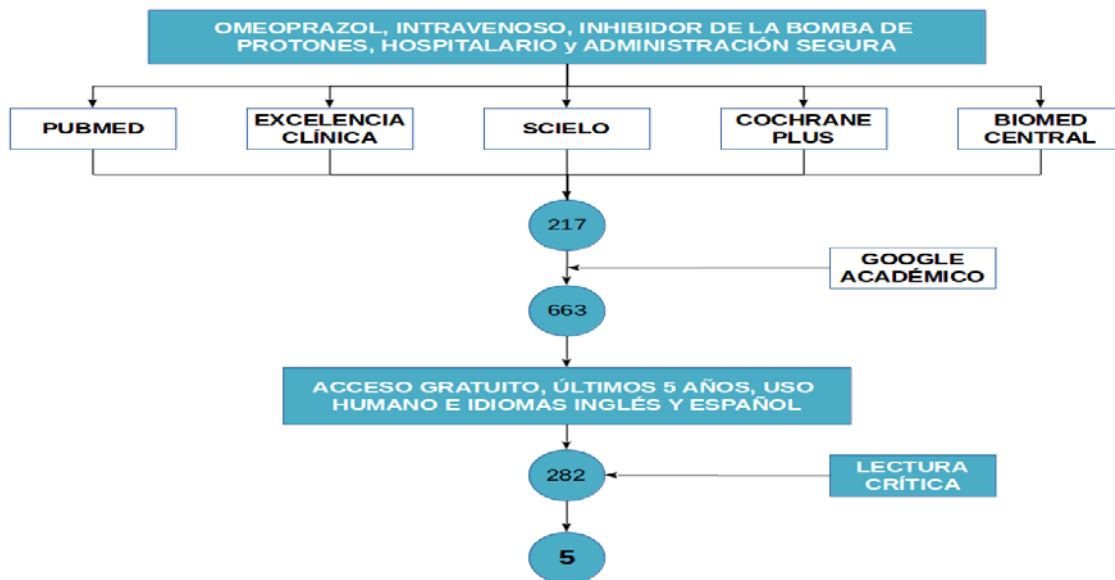 OMEOPRAZOL, INTRAVENOSO, INHIBIDOR DE LA BOMBA DE
PROTONES, HOSPITALARIO y ADMINISTRACIÓN SEGURA
PUBMED
EXCELENCIA
CLÍNICA
SCIELO
COCHRANE
PLUS
BIOMED
CENTRAL
217
GOOGLE
ACADÉMICO
663
ACCESO GRATUITO, ÚLTIMOS 5 AÑOS, USO
HUMANO E IDIOMAS INGLÉS Y ESPAÑOL
282
LECTURA
CRÍTICA
5